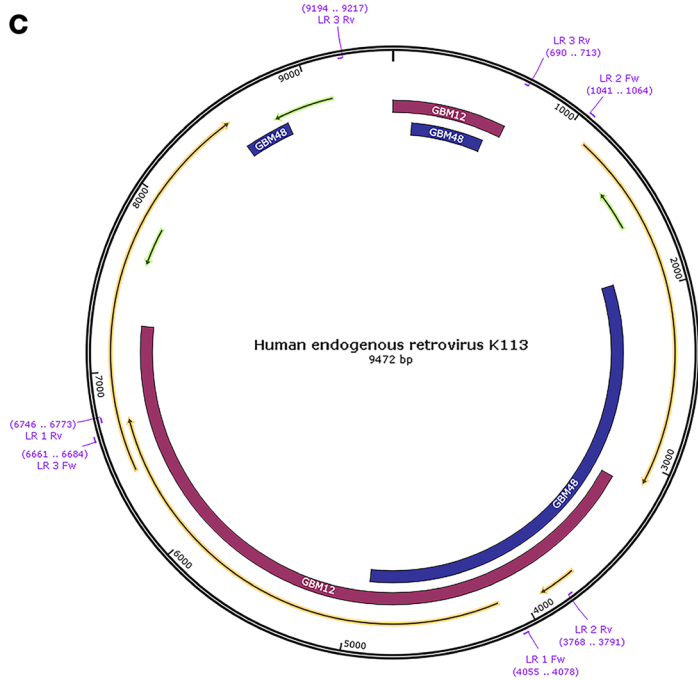 C
(9194 .. 9217)
LR 3 Rv
LR 3 Rv
(690 .. 713)
LR 2 Fw
(1041 .. 1064)
9000
1000
GBM12
GBM48
GBM48
8000
2000
Human endogenous retrovirus K113
9472 bp
7000
(6746 .. 6773)
LR 1 Rv
(6661 .. 6684)
LR 3 Fw
3000
GBM48
6000
GBM12
4000
5000
LR 2 Rv
(3768 .. 3791)
LR 1 Fw
(4055 .. 4078)